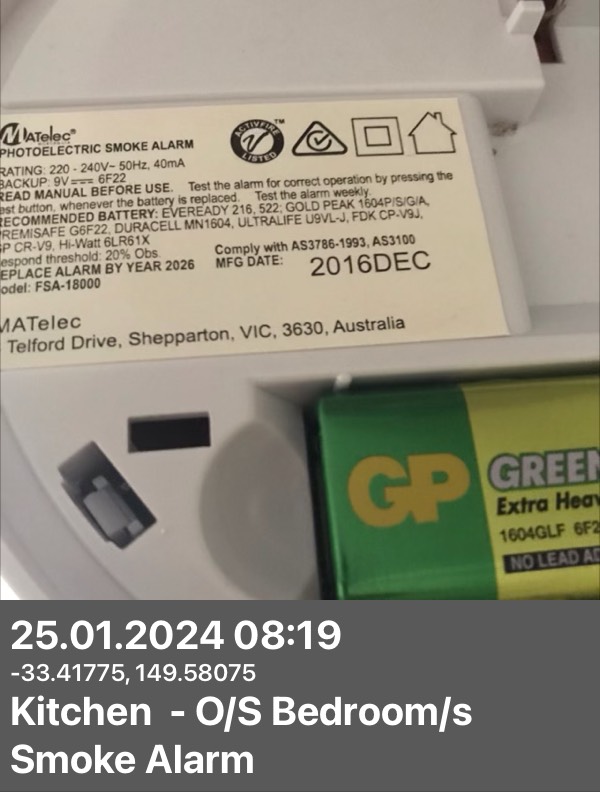 MATelec®
PHOTOELECTRIC SMOKE ALARM
RATING: 220 - 240V~ 50Hz, 40mA
BACKUP: 9V 6F22
READ MANUAL BEFORE USE. Test the alarm for correct operation by pressing the
est button, whenever the battery is replaced. Test the alarm weekly.
RECOMMENDED BATTERY: EVEREADY 216, 522; GOLD PEAK 1604P/S/G/A,
PREMISAFE G6F22, DURACELL MN1604, ULTRALIFE U9VL-J, FDK CP-V9J,
GP CR-V9, Hi-Watt 6LR61X
espond threshold: 20% Obs.
EPLACE ALARM BY YEAR 2026
odel: FSA-18000
Comply with AS3786-1993, AS3100
MFG DATE: 2016DEC
ACTIVFIRE™
LISTED
MATelec
Telford Drive, Shepparton, VIC, 3630, Australia
GP
GREEN
Extra Heav
1604GLF 6F2
NO LEAD AD
25.01.2024 08:19
-33.41775, 149.58075
Kitchen - O/S Bedroom/s
Smoke Alarm